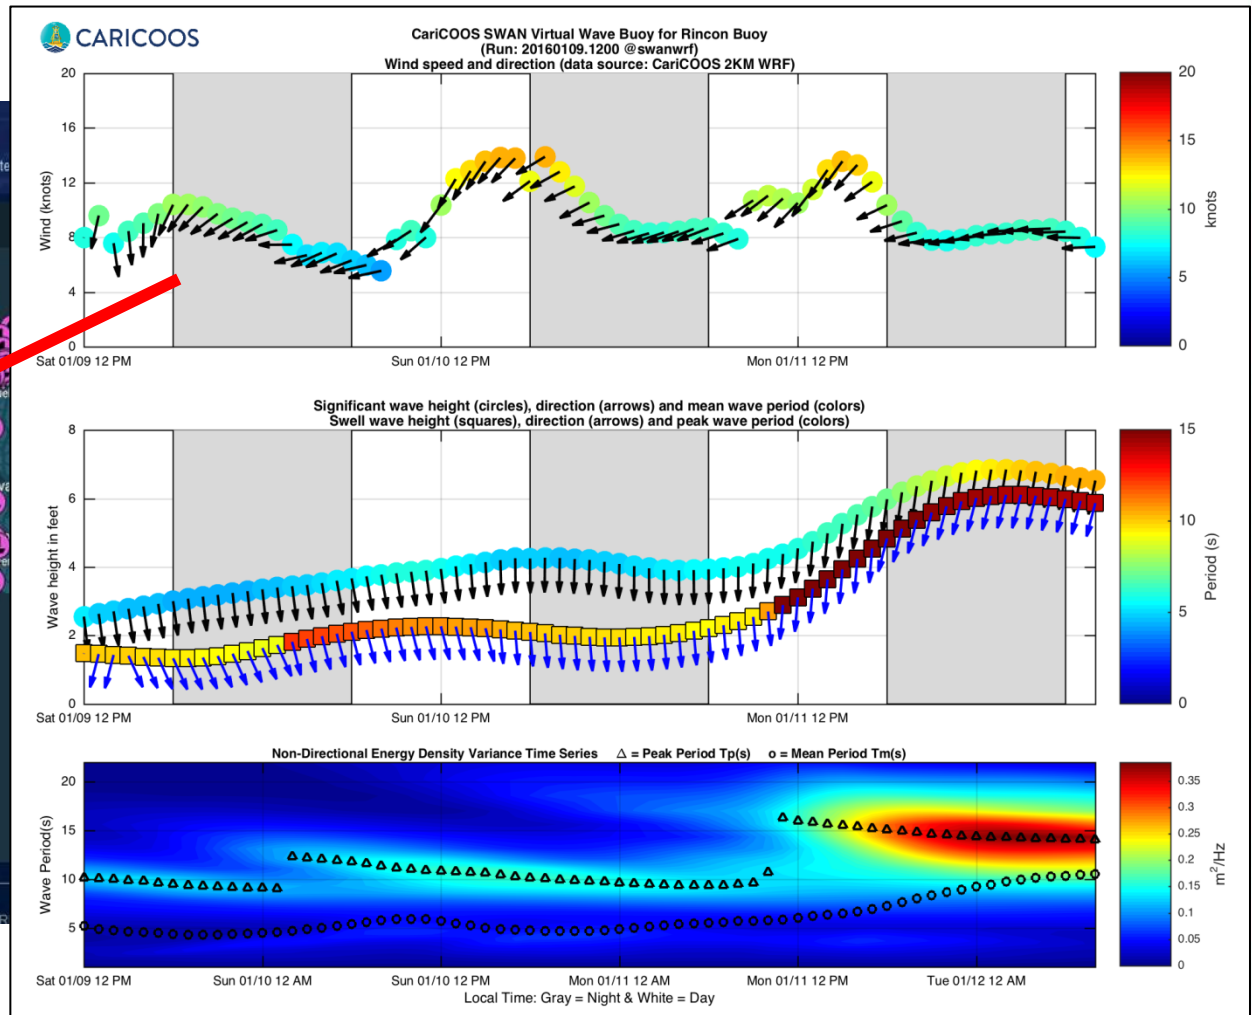 CARICOOS
CariCOOS SWAN Virtual Wave Buoy for Rincon Buoy
(Run: 20160109.1200 @swanwrf)
Wind speed and direction (data source: CariCOOS 2KM WRF)
Wind (knots)
20
16
12
8
4
0
Sat 01/09 12 PM
Sun 01/10 12 PM
Mon 01/11 12 PM
20
15
10
5
0
knots
Significant wave height (circles), direction (arrows) and mean wave period (colors)
Swell wave height (squares), direction (arrows) and peak wave period (colors)
Wave height in feet
8
6
4
2
0
Sat 01/09 12 PM
Sun 01/10 12 PM
Mon 01/11 12 PM
15
10
5
0
Period (s)
Non-Directional Energy Density Variance Time Series Δ = Peak Period Tp(s) o = Mean Period Tm(s)
Wave Period(s)
20
15
10
5
Sat 01/09 12 PM
Sun 01/10 12 AM
Sun 01/10 12 PM
Mon 01/11 12 AM
Mon 01/11 12 PM
Tue 01/12 12 AM
0.35
0.3
0.25
0.2
0.15
0.1
0.05
0
m²/Hz
Local Time: Gray = Night & White = Day